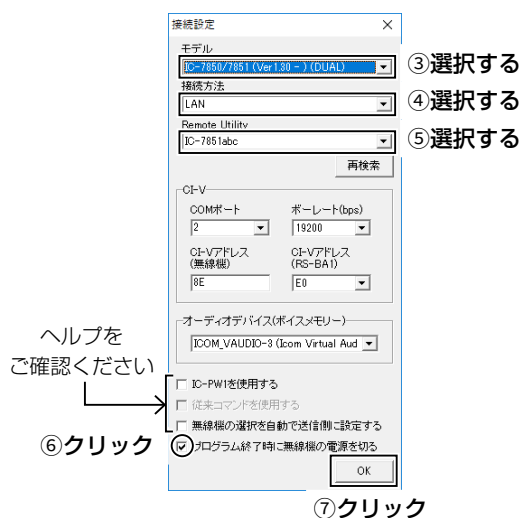 接続設定
モデル
IC-7850/7851 (Ver1.30 - ) (DUAL)
③選択する
接続方法
LAN
④選択する
Remote Utility
IC-7851abc
⑤選択する
再検索
CI-V
COMポート
ボーレート(bps)
2
19200
CI-Vアドレス
(無線機)
CI-Vアドレス
(RS-BA1)
8E
E0
オーディオデバイス(ボイスメモリー)
ICOM_VAUDIO-3 (Icom Virtual Aud
ヘルプを
ご確認ください
IC-PW1を使用する
従来コマンドを使用する
無線機の選択を自動で送信側に設定する
⑥クリック
プログラム終了時に無線機の電源を切る
OK
⑦クリック